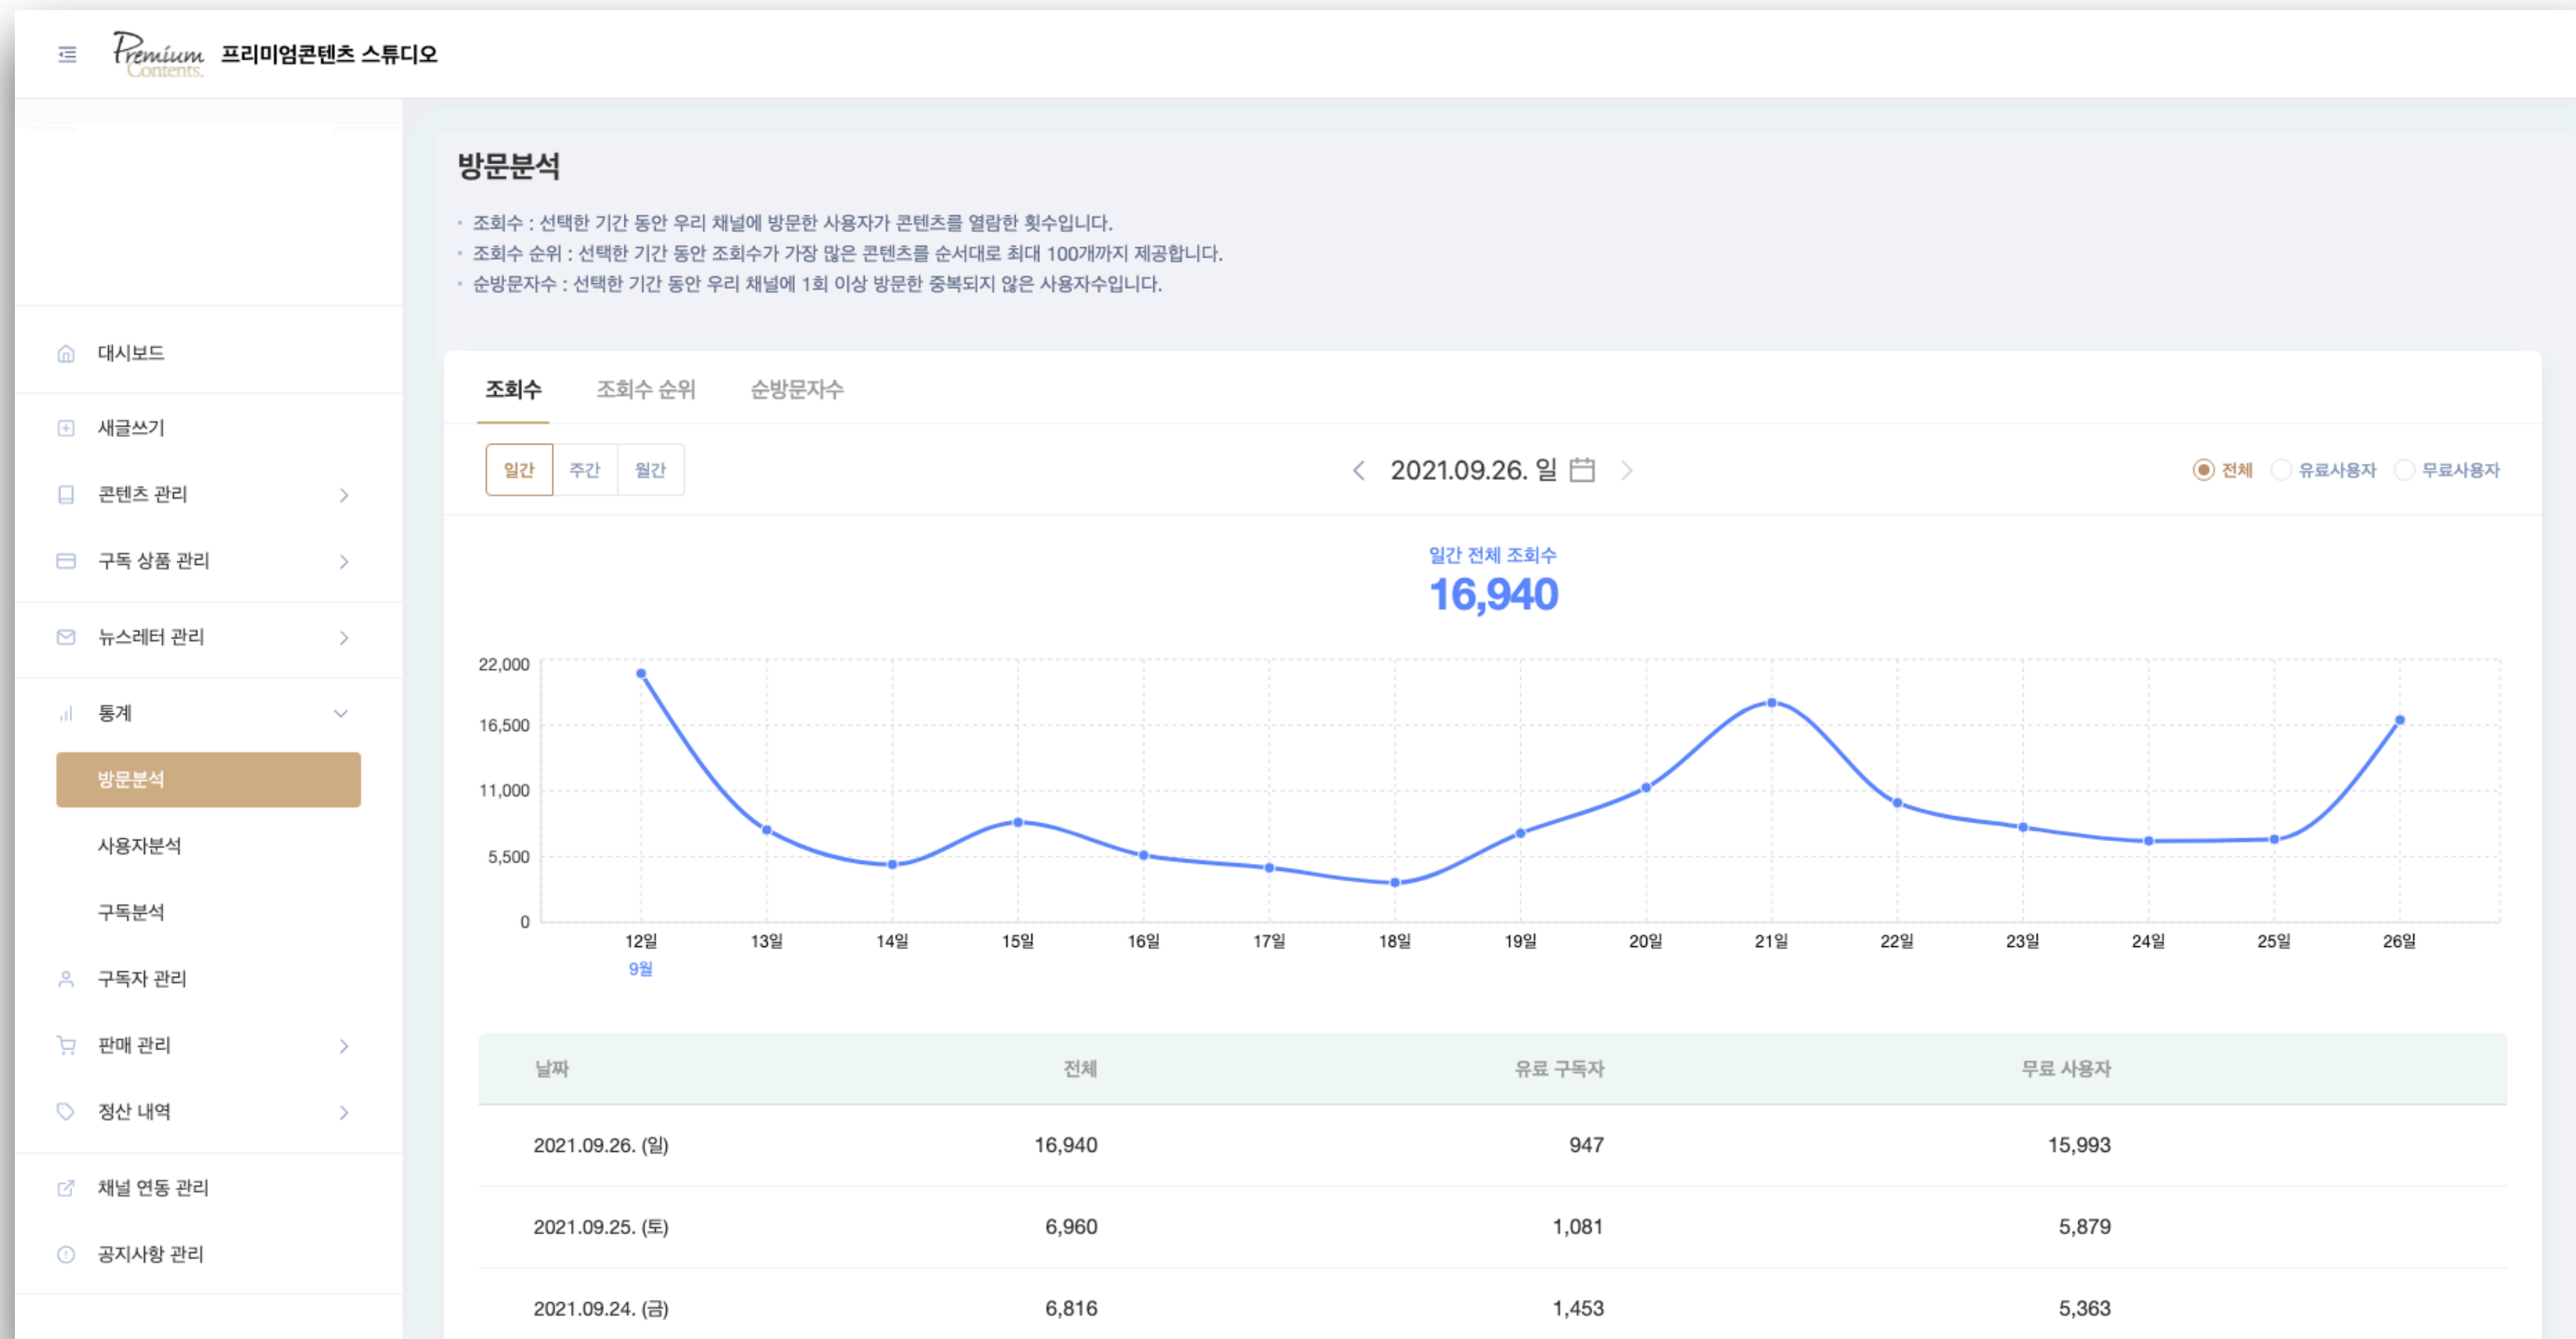 Premium
Contents.
프리미엄콘텐츠 스튜디오
대시보드
새글쓰기
콘텐츠 관리
구독 상품 관리
뉴스레터 관리
통계
방문분석
사용자분석
구독분석
구독자 관리
판매 관리
정산 내역
채널 연동 관리
공지사항 관리
방문분석
· 조회수 : 선택한 기간 동안 우리 채널에 방문한 사용자가 콘텐츠를 열람한 횟수입니다.
· 조회수 순위 : 선택한 기간 동안 조회수가 가장 많은 콘텐츠를 순서대로 최대 100개까지 제공합니다.
· 순방문자수 : 선택한 기간 동안 우리 채널에 1회 이상 방문한 중복되지 않은 사용자수입니다.
조회수 조회수 순위 순방문자수
일간 주간 월간 2021.09.26. 일 전체 유료사용자 무료사용자
일간 전체 조회수
16,940
22,000
16,500
11,000
5,500
0
12일 13일 14일 15일 16일 17일 18일 19일 20일 21일 22일 23일 24일 25일 26일
9월
날짜 전체 유료 구독자 무료 사용자
2021.09.26. (일) 16,940 947 15,993
2021.09.25. (토) 6,960 1,081 5,879
2021.09.24. (금) 6,816 1,453 5,363